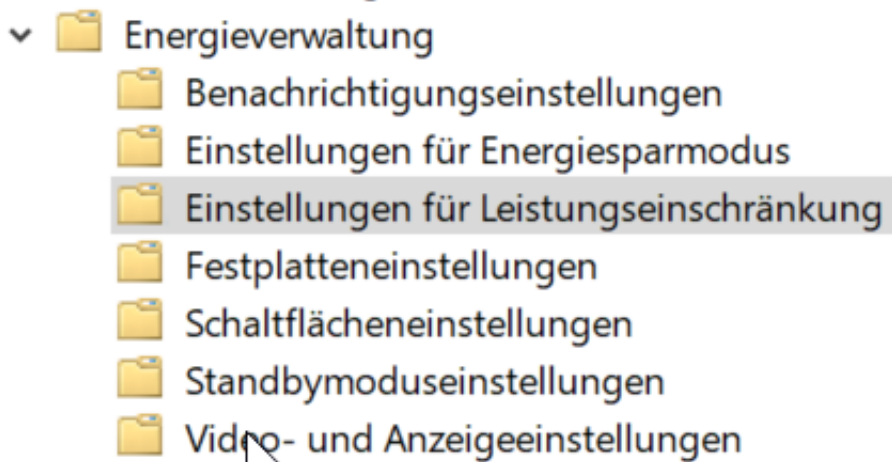 Energieverwaltung
Benachrichtigungseinstellungen
Einstellungen für Energiesparmodus
Einstellungen für Leistungseinschränkung
Festplatteneinstellungen
Schaltflächeneinstellungen
Standbymoduseinstellungen
Video- und Anzeigeeinstellungen